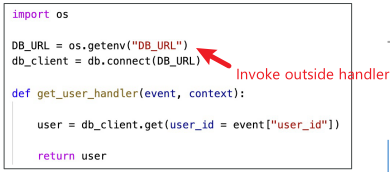 import os
DB_URL = os.getenv("DB_URL")
db_client = db.connect(DB_URL)
Invoke outside handler
def get_user_handler(event, context):
user = db_client.get(user_id = event["user_id"])
return user